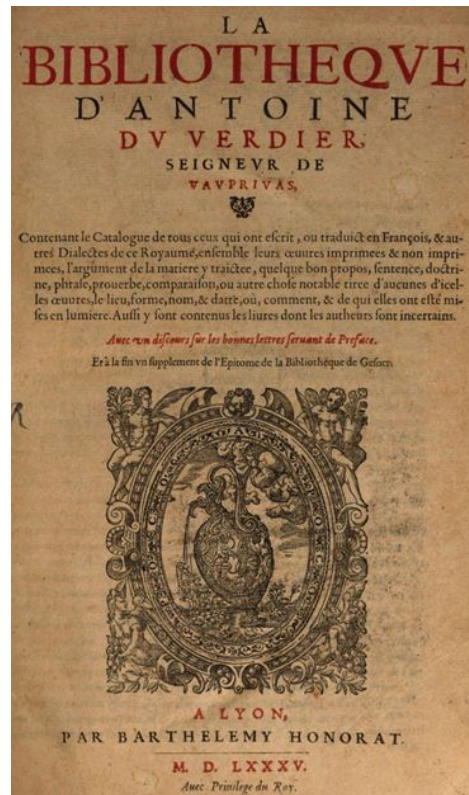 LA
BIBLIOTHEQVE
D'ANTOINE
DV VERDIER,
SEIGNEVR DE
VAVPRIVAS,
Contenant le Catalogue de tous ceux qui ont escrit, ou traduict en François, & au-
tres Dialectes de ce Royaume, ensemble leurs œuures imprimees & non impri-
mees, l'argument de la matiere y traictee, quelque bon propos, sentence, doctri-
ne, phrase, prouerbe, comparaison, ou autre chose notable tiree d'aucunes d'icel-
les œuures, le lieu, forme, nom, & datte, où, comment, & de qui elles ont esté mi-
ses en lumiere. Aussi y sont contenus les liures dont les autheurs sont incertains.
Auec vn discours sur les bonnes lettres seruant de Preface.
Et à la fin vn supplement de l'Epitome de la Bibliotheque de Gesner.
A LYON,
PAR BARTHELEMY HONORAT.
M. D. LXXXV.
Auec Priuilege du Roy.